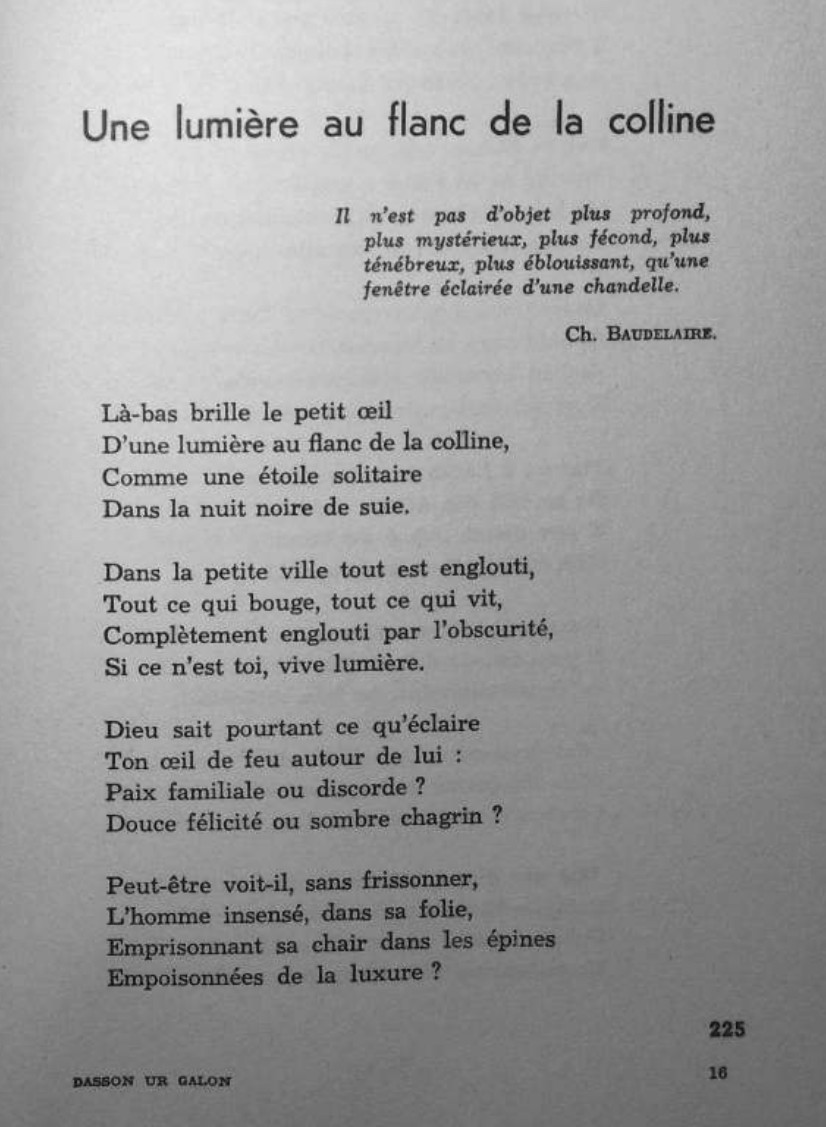 Une lumière au flanc de la colline
Il n'est pas d'objet plus profond,
plus mystérieux, plus fécond, plus
ténébreux, plus éblouissant, qu'une
fenêtre éclairée d'une chandelle.
Ch. BAUDELAIRE.
Là-bas brille le petit œil
D'une lumière au flanc de la colline,
Comme une étoile solitaire
Dans la nuit noire de suie.
Dans la petite ville tout est englouti,
Tout ce qui bouge, tout ce qui vit,
Complètement englouti par l'obscurité,
Si ce n'est toi, vive lumière.
Dieu sait pourtant ce qu'éclaire
Ton œil de feu autour de lui :
Paix familiale ou discorde ?
Douce félicité ou sombre chagrin ?
Peut-être voit-il, sans frissonner,
L'homme insensé, dans sa folie,
Emprisonnant sa chair dans les épines
Empoisonnées de la luxure ?
225
DASSON UR GALON
16